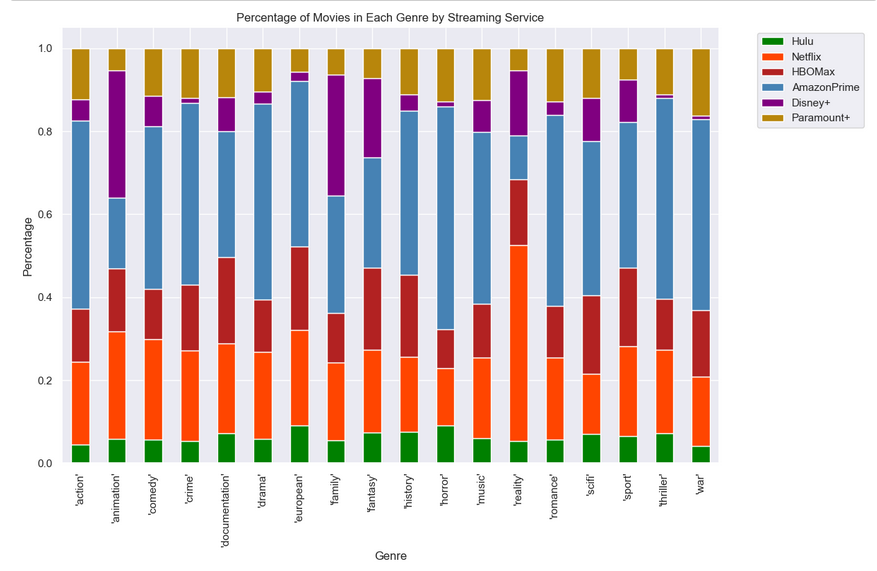 Percentage of Movies in Each Genre by Streaming Service
Hulu
Netflix
HBOMax
AmazonPrime
Disney+
Paramount+
Percentage
1.0
0.8
0.6
0.4
0.2
0.0
'action'
'animation'
'comedy'
'crime'
'documentation'
'drama'
'european'
'family'
'fantasy'
'history'
'horror'
'music'
'reality'
'romance'
'scifi'
'sport'
'thriller'
'war'
Genre